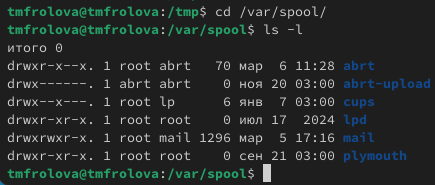 tmfrolova@tmfrolova:/tmp$ cd /var/spool/
tmfrolova@tmfrolova:/var/spool$ ls -l
итого 0
drwxr-x--x. 1 root abrt   70 мар  6 11:28 abrt
drwx------. 1 abrt abrt    0 ноя 20 03:00 abrt-upload
drwx--x---. 1 root lp      6 янв  7 03:00 cups
drwxr-xr-x. 1 root root    0 июл 17  2024 lpd
drwxrwxr-x. 1 root mail 1296 мар  5 17:16 mail
drwxr-xr-x. 1 root root    0 сен 21 03:00 plymouth
tmfrolova@tmfrolova:/var/spool$